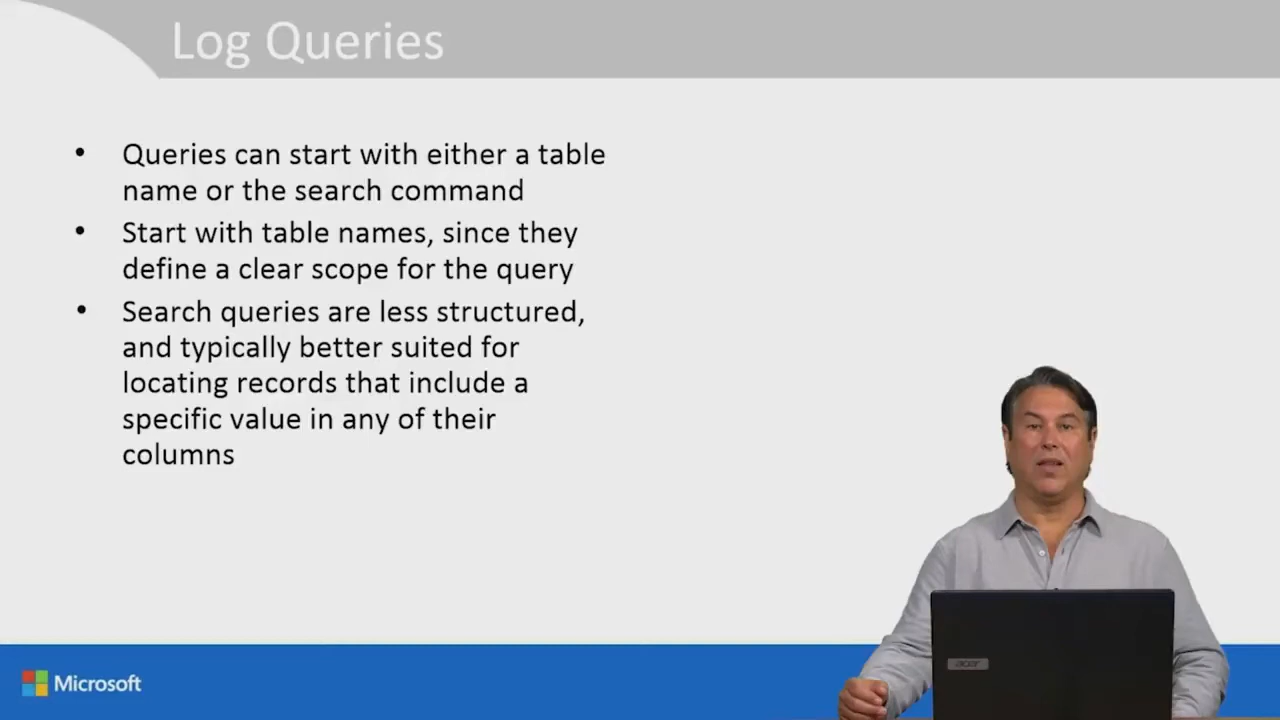 Log Queries
• Queries can start with either a table
name or the search command
• Start with table names, since they
define a clear scope for the query
• Search queries are less structured,
and typically better suited for
locating records that include a
specific value in any of their
columns
acer
Microsoft